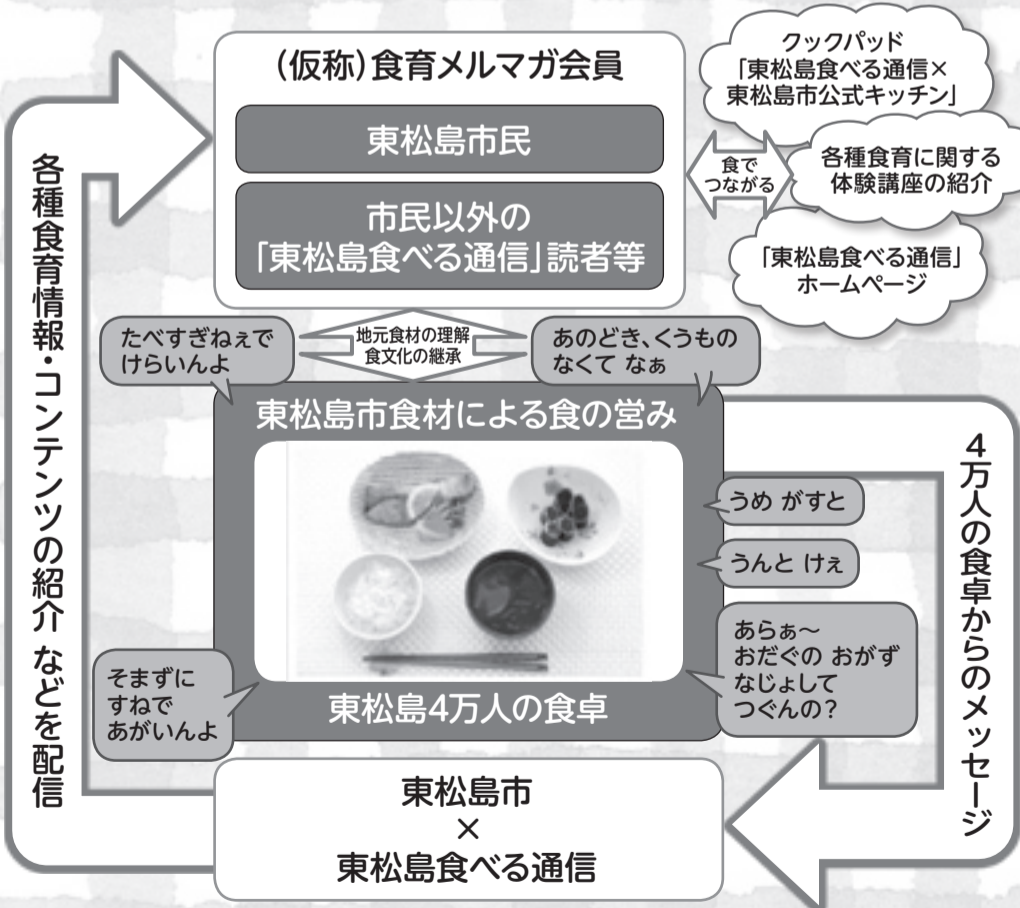 (仮称)食育メルマガ会員
東松島市民
市民以外の
「東松島食べる通信」読者等
クックパッド
「東松島食べる通信×
東松島市公式キッチン」
食で
つながる
各種食育に関する
体験講座の紹介
「東松島食べる通信」
ホームページ
各種食育情報・コンテンツの紹介 などを配信
たべすぎねぇで
けらいんよ
地元食材の理解
食文化の継承
あのどき、くうもの
なくて なぁ
東松島市食材による食の営み
うめ がすと
うんと けぇ
あらぁ～
おだぐの おがず
なじょして
つぐんの?
そまずに
すねで
あがいんよ
東松島4万人の食卓
4万人の食卓からのメッセージ
東松島市
×
東松島食べる通信